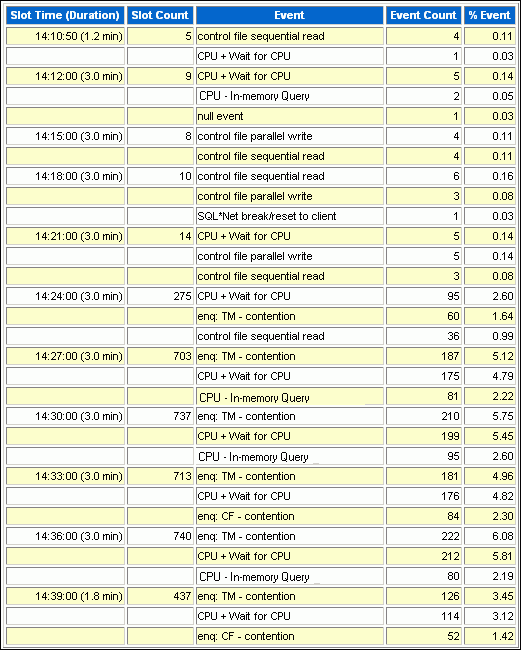 Slot Time (Duration) Slot Count Event Event Count % Event
14:10:50 (1.2 min) 5 control file sequential read 4 0.11
CPU + Wait for CPU 1 0.03
14:12:00 (3.0 min) 9 CPU + Wait for CPU 5 0.14
CPU - In-memory Query 2 0.05
null event 1 0.03
14:15:00 (3.0 min) 8 control file parallel write 4 0.11
control file sequential read 4 0.11
14:18:00 (3.0 min) 10 control file sequential read 6 0.16
control file parallel write 3 0.08
SQL*Net break/reset to client 1 0.03
14:21:00 (3.0 min) 14 CPU + Wait for CPU 5 0.14
control file parallel write 5 0.14
control file sequential read 3 0.08
14:24:00 (3.0 min) 275 CPU + Wait for CPU 95 2.60
enq: TM - contention 60 1.64
control file sequential read 36 0.99
14:27:00 (3.0 min) 703 enq: TM - contention 187 5.12
CPU + Wait for CPU 175 4.79
CPU - In-memory Query 81 2.22
14:30:00 (3.0 min) 737 enq: TM - contention 210 5.75
CPU + Wait for CPU 199 5.45
CPU - In-memory Query 95 2.60
14:33:00 (3.0 min) 713 enq: TM - contention 181 4.96
CPU + Wait for CPU 176 4.82
enq: CF - contention 84 2.30
14:36:00 (3.0 min) 740 enq: TM - contention 222 6.08
CPU + Wait for CPU 212 5.81
CPU - In-memory Query 80 2.19
14:39:00 (1.8 min) 437 enq: TM - contention 126 3.45
CPU + Wait for CPU 114 3.12
enq: CF - contention 52 1.42